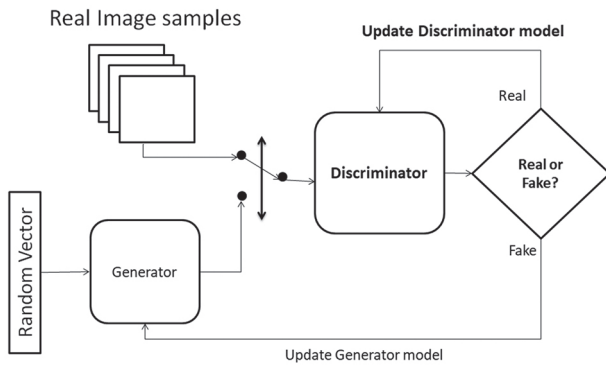 Real Image samples
Update Discriminator model
Real
Discriminator
Real or
Fake?
Random Vector
Generator
Fake
Update Generator model